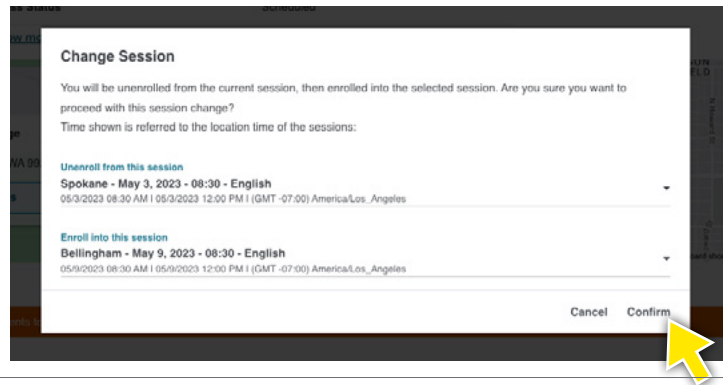 Scheduled
Change Session
You will be unenrolled from the current session, then enrolled into the selected session. Are you sure you want to
proceed with this session change?
Time shown is referred to the location time of the sessions:
Unenroll from this session
Spokane - May 3, 2023 - 08:30 - English
05/3/2023 08:30 AM I 05/3/2023 12:00 PM I (GMT -07:00) America/Los_Angeles
Enroll into this session
Bellingham - May 9, 2023 - 08:30 - English
05/9/2023 08:30 AM I 05/9/2023 12:00 PM I (GMT -07:00) America/Los_Angeles
Cancel Confirm